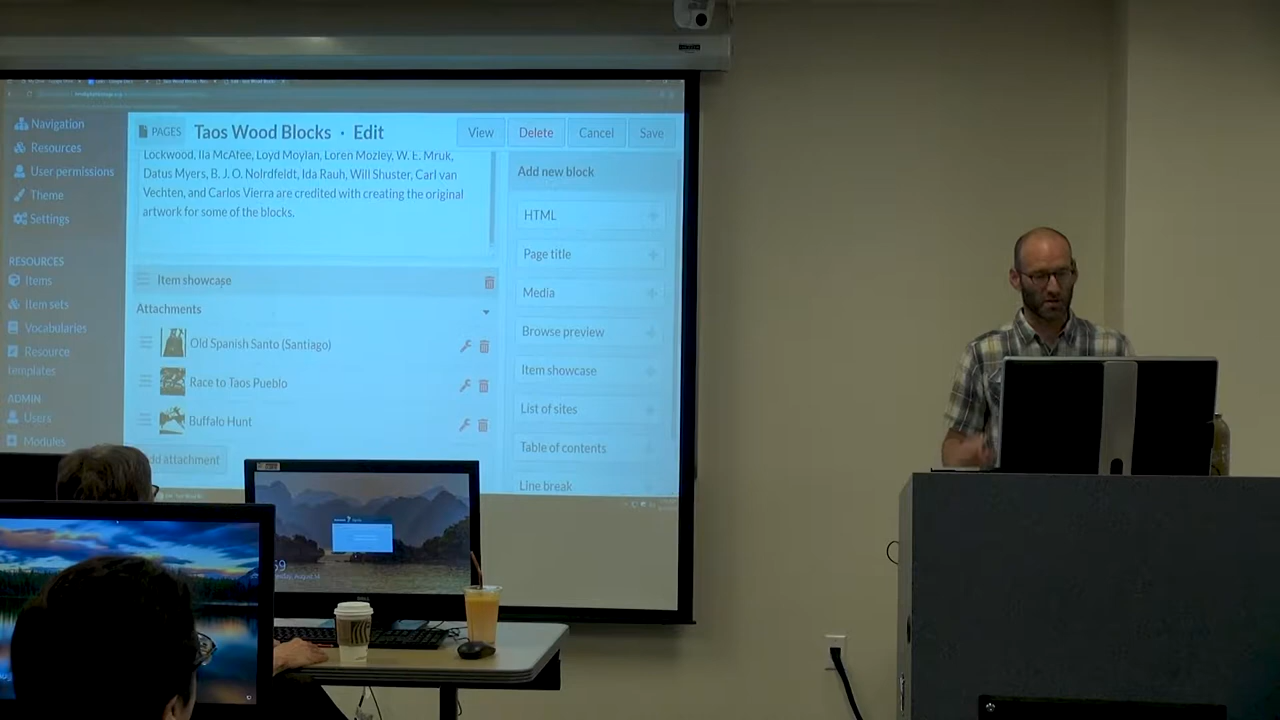 Navigation
Resources
User permissions
Theme
Settings
RESOURCES
Items
Item sets
Vocabularies
Resource
templates
ADMIN
Users
Modules
PAGES Taos Wood Blocks · Edit
View Delete Cancel Save
Lockwood, Ila McAfee, Loyd Moylan, Loren Mozley, W. E. Mruk,
Datus Myers, B. J. O. Nolrdfeldt, Ida Rauh, Will Shuster, Carl van
Vechten, and Carlos Vierra are credited with creating the original
artwork for some of the blocks.
Item showcase
Attachments
Old Spanish Santo (Santiago)
Race to Taos Pueblo
Buffalo Hunt
attachment
Add new block
HTML
Page title
Media
Browse preview
Item showcase
List of sites
Table of contents
Line break
DELL